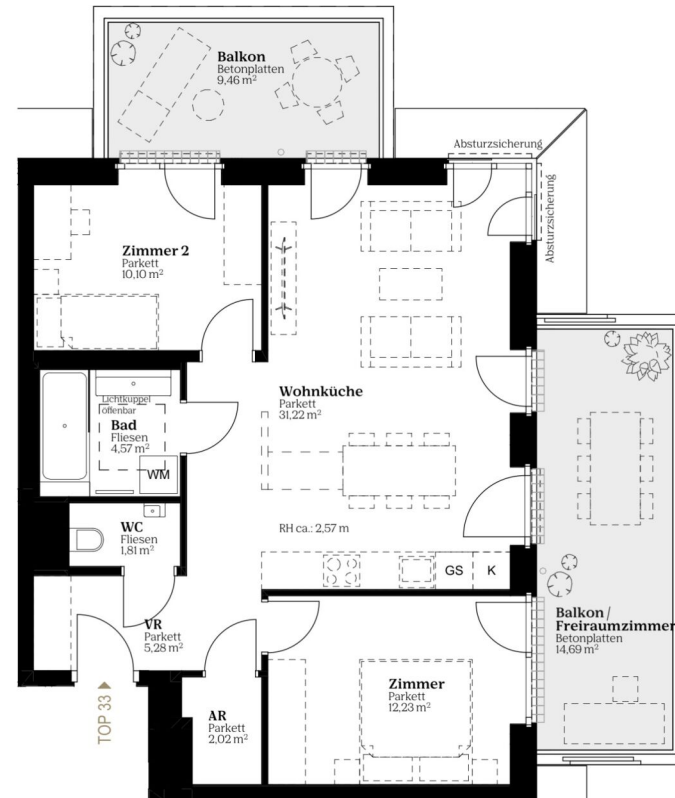 Balkon
Betonplatten
9,46 m²
Absturzsicherung
Absturzsicherung
Zimmer 2
Parkett
10,10 m²
Wohnküche
Parkett
31,22 m²
Lichtkuppel
öffenbar
Bad
Fliesen
4,57 m²
WM
WC
Fliesen
1,81 m²
RH ca.: 2,57 m
GS
K
VR
Parkett
5,28 m²
Balkon/
Freiraumzimmer
Betonplatten
14,69 m²
TOP 33
AR
Parkett
2,02 m²
Zimmer
Parkett
12,23 m²